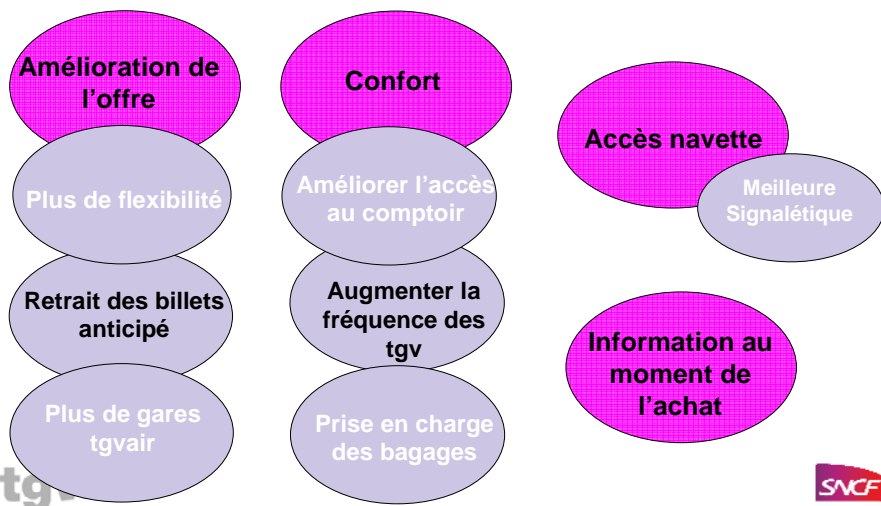 Amélioration de
l'offre
Plus de flexibilité
Retrait des billets
anticipé
Plus de gares
tgvair
Confort
Améliorer l'accès
au comptoir
Augmenter la
fréquence des
tgv
Prise en charge
des bagages
Accès navette
Meilleure
Signalétique
Information au
moment de
l'achat
SNCF